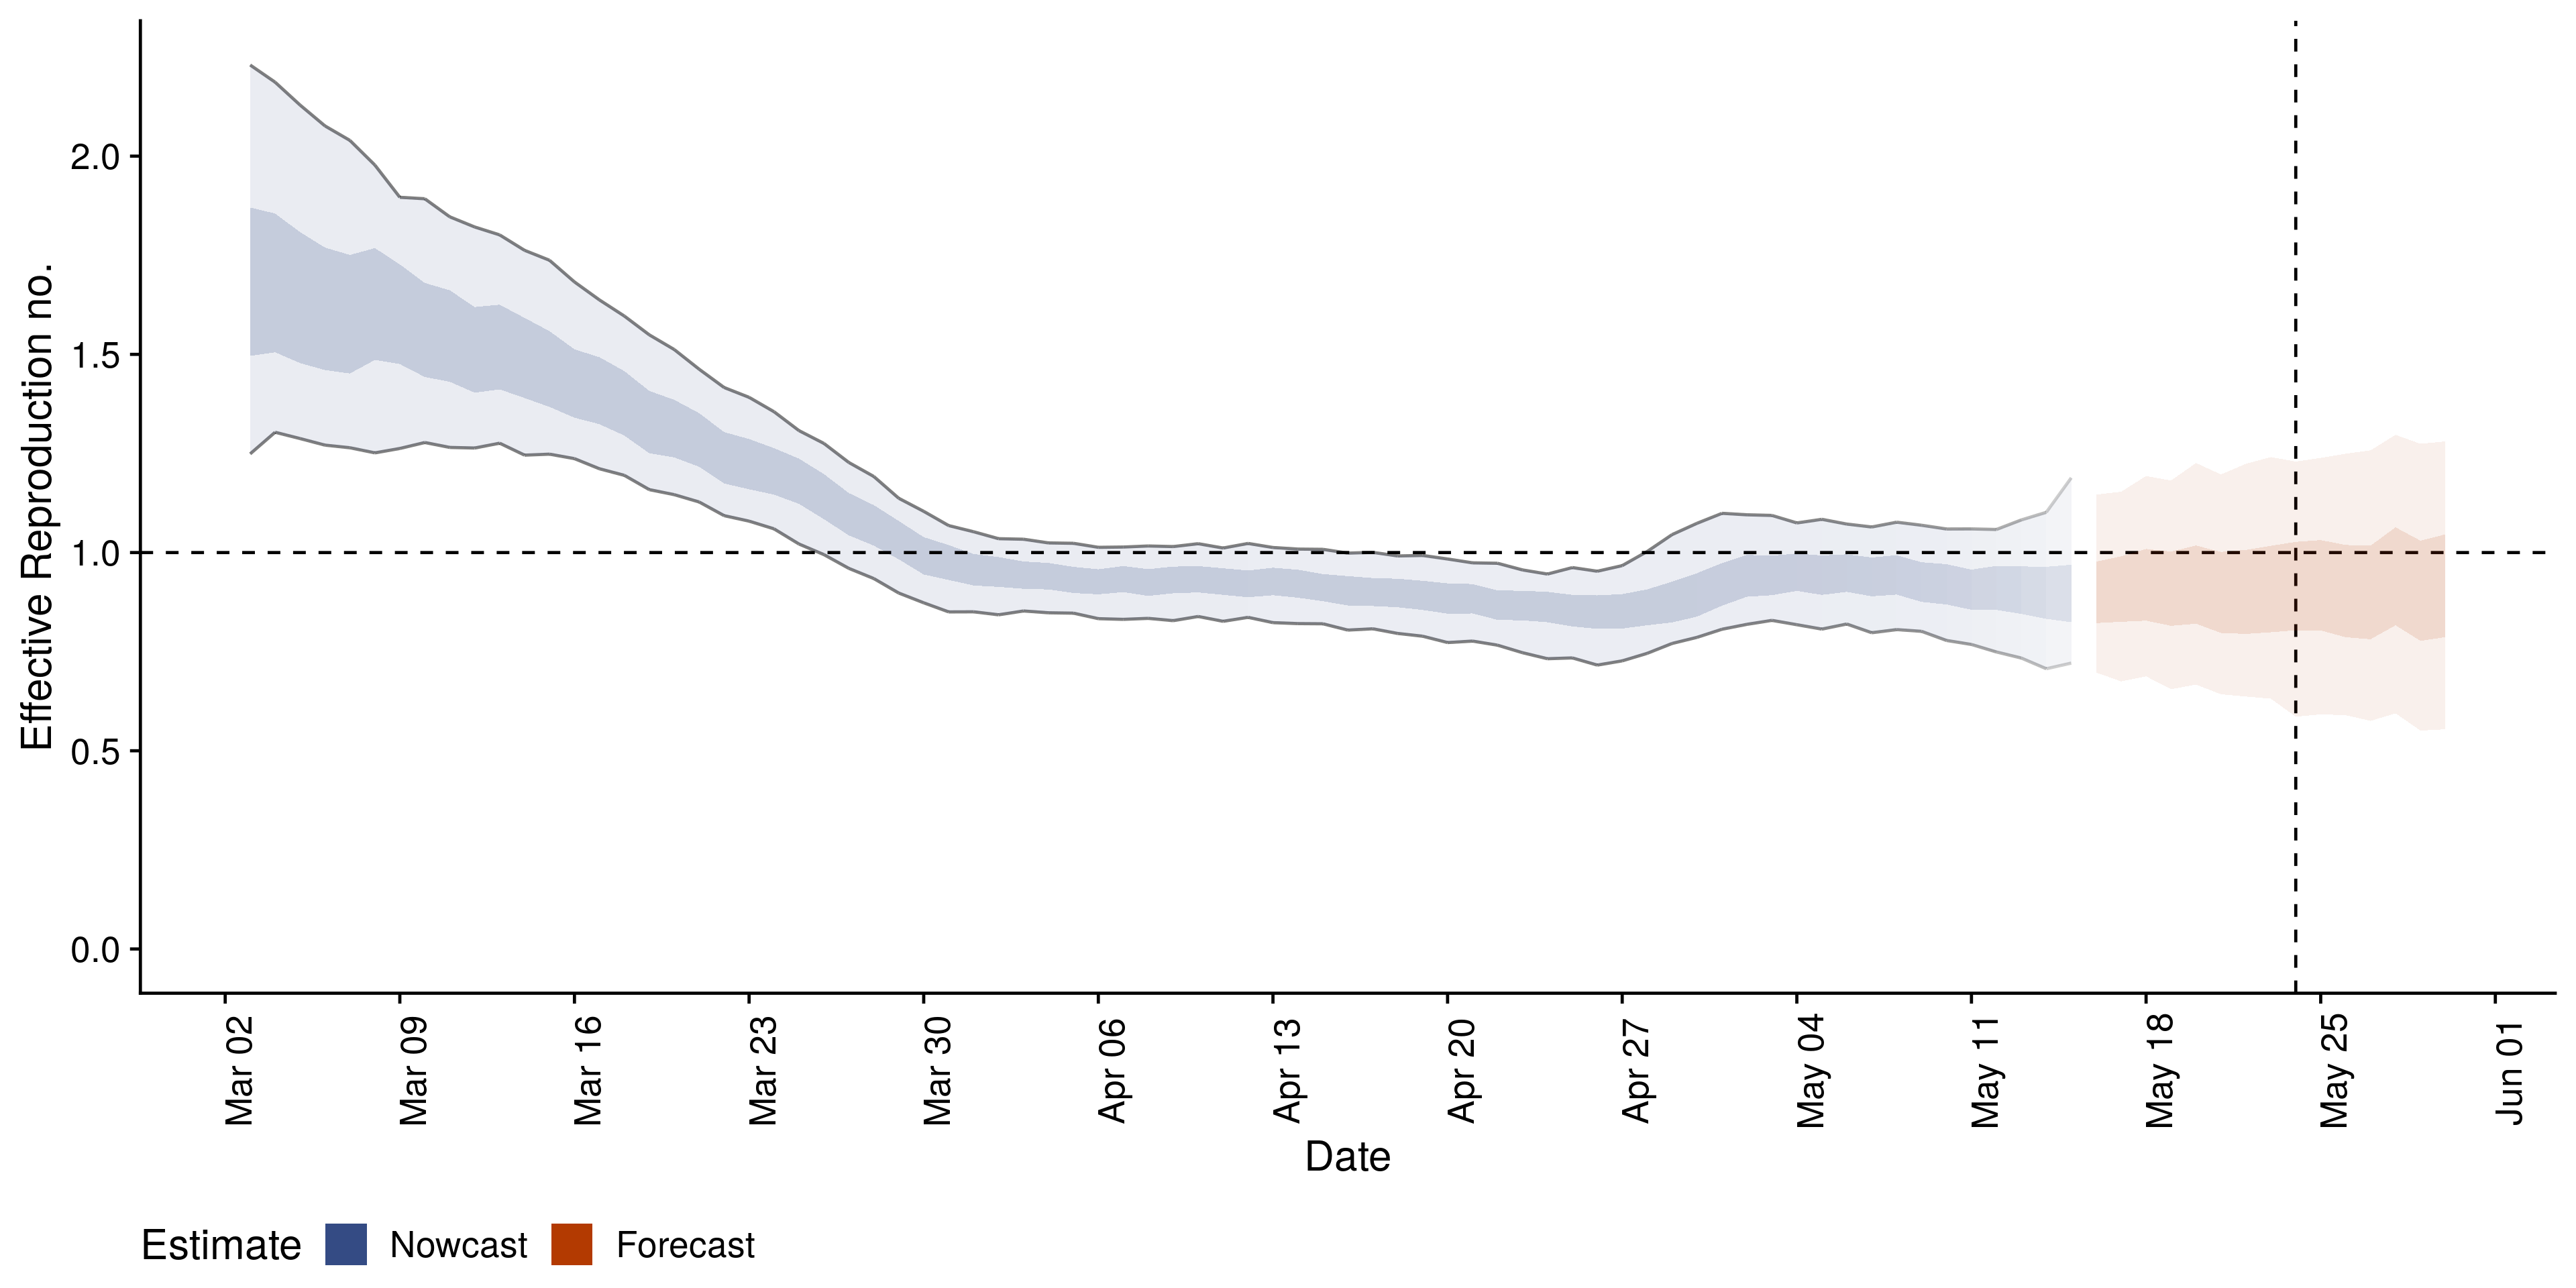 Effective Reproduction no.
2.0
1.5
1.0
0.5
0.0
Mar 02
Mar 09
Mar 16
Mar 23
Mar 30
Apr 06
Apr 13
Apr 20
Apr 27
May 04
May 11
May 18
May 25
Jun 01
Date
Estimate Nowcast Forecast